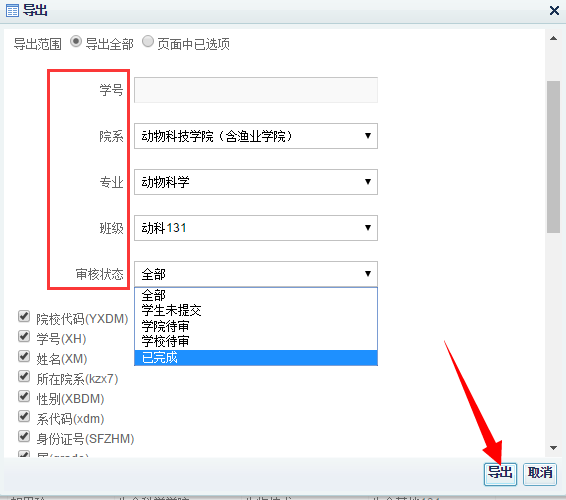 导出
导出范围 导出全部 页面中已选项
学号
院系 动物科技学院（含渔业学院）
专业 动物科学
班级 动科131
审核状态 全部
全部
学生未提交
学院待审
学校待审
已完成
院校代码(YXDM)
学号(XH)
姓名(XM)
所在院系(kzx7)
性别(XBDM)
系代码(xdm)
身份证号(SFZHM)
导出 取消